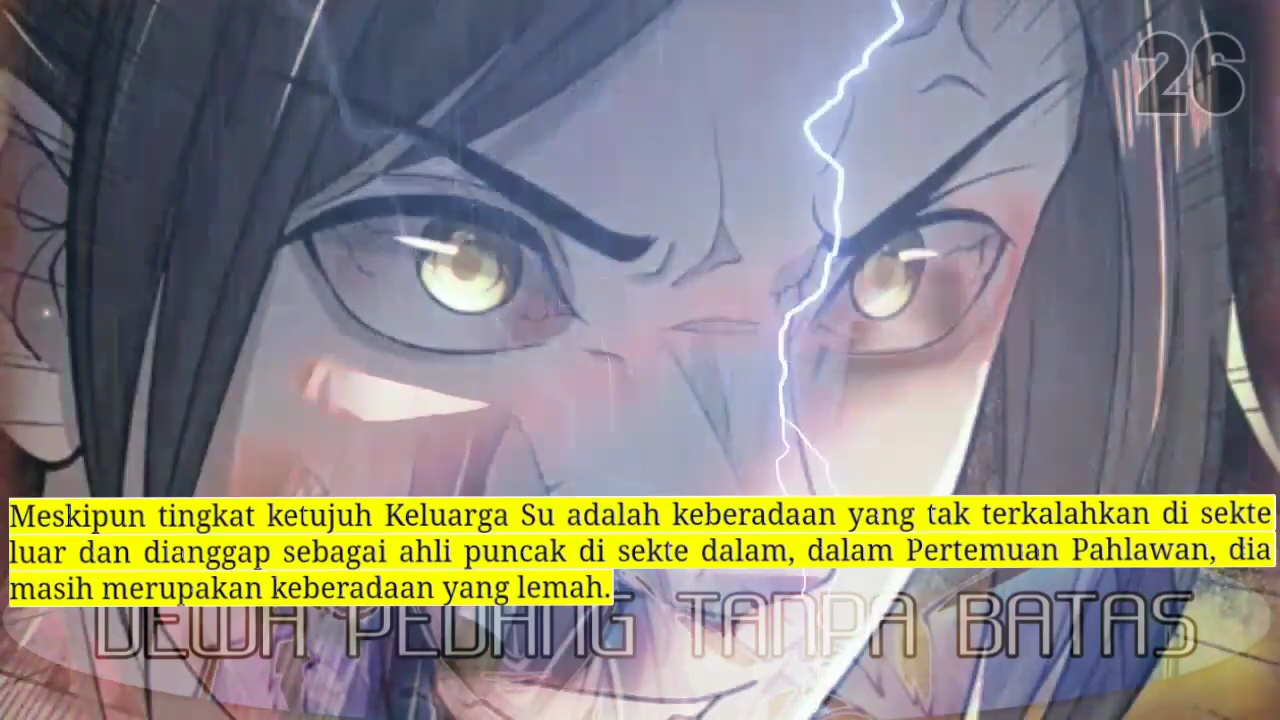 26
Meskipun tingkat ketujuh Keluarga Su adalah keberadaan yang tak terkalahkan di sekte
luar dan dianggap sebagai ahli puncak di sekte dalam, dalam Pertemuan Pahlawan, dia
masih merupakan keberadaan yang lemah.
DEWA PEDANG TANPA BATAS